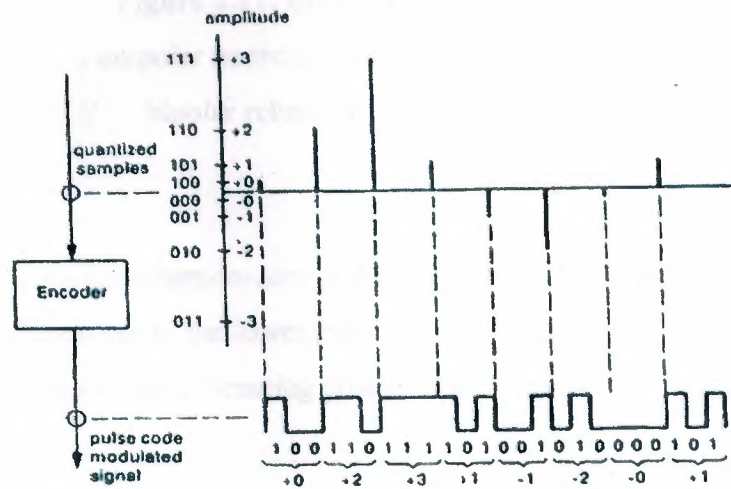 amplitude
111 +3
110 +2
quantized
samples
101 +1
100 +0
000 -0
001 -1
010 -2
Encoder
011 -3
pulse code
modulated
signal
1 0 0 1 1 0 1 1 1 1 0 1 0 0 1 0 1 0 0 0 0 1 0 1
+0 +2 +3 +1 -1 -2 -0 +1